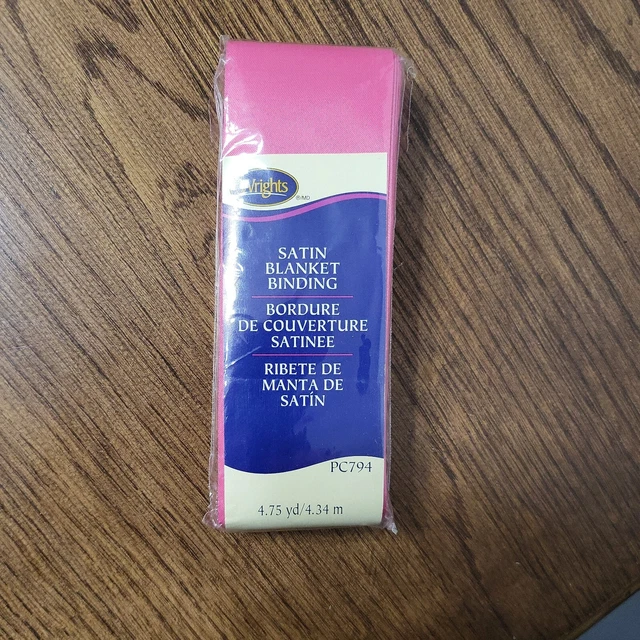 Wrights
®/MD
SATIN
BLANKET
BINDING
BORDURE
DE COUVERTURE
SATINEE
RIBETE DE
MANTA DE
SATÍN
PC794
4.75 yd/4.34 m